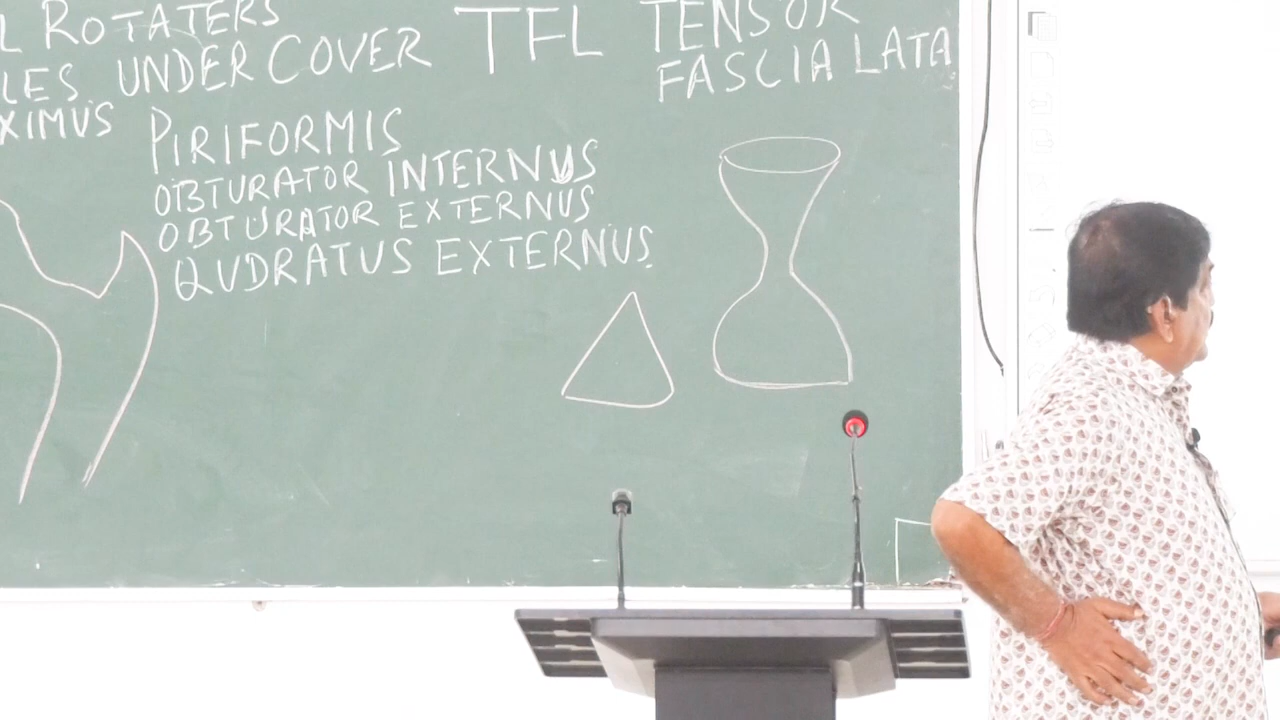 L ROTATERS
LES UNDER COVER
XIMUS
TFL TENSOR
FASCIA LATA
PIRIFORMIS
OBTURATOR INTERNUS
OBTURATOR EXTERNUS
QUDRATUS EXTERNUS